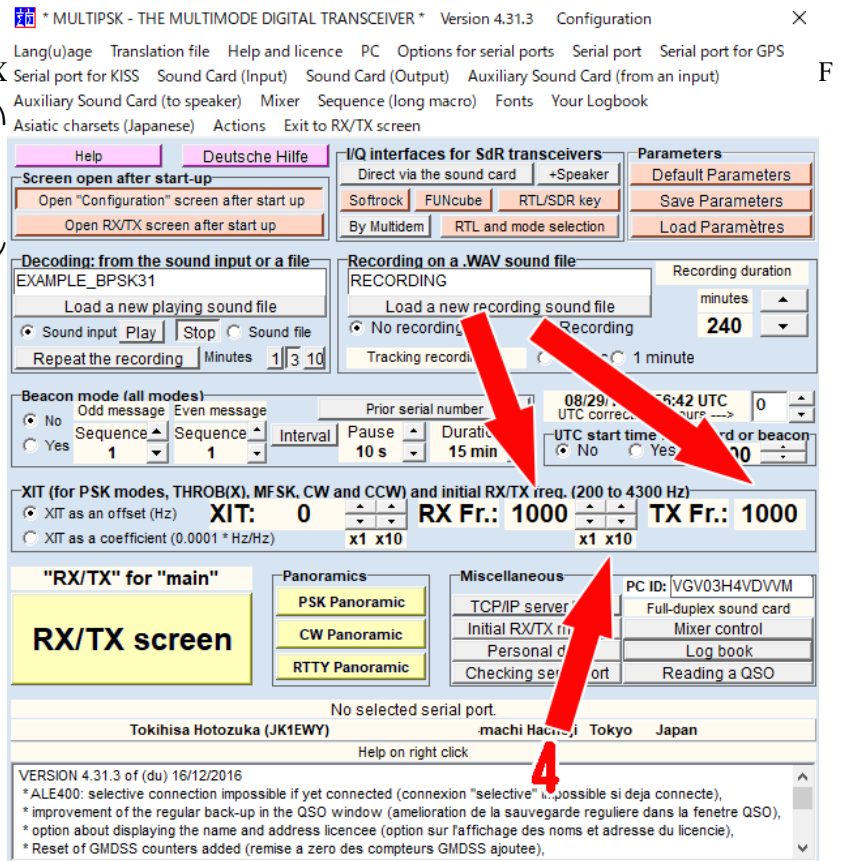 * MULTIPSK - THE MULTIMODE DIGITAL TRANSCEIVER * Version 4.31.3 Configuration
Lang(u)age Translation file Help and licence PC Options for serial ports Serial port Serial port for GPS
Serial port for KISS Sound Card (Input) Sound Card (Output) Auxiliary Sound Card (from an input)
F
Auxiliary Sound Card (to speaker) Mixer Sequence (long macro) Fonts Your Logbook
Asiatic charsets (Japanese) Actions Exit to RX/TX screen
Help Deutsche Hilfe
I/Q interfaces for SdR transceivers
Parameters
Direct via the sound card +Speaker Default Parameters
Screen open after start-up
Open "Configuration" screen after start up Softrock FUNcube RTL/SDR key Save Parameters
Open RX/TX screen after start up By Multidem RTL and mode selection Load Paramètres
Decoding: from the sound input or a file
Recording on a .WAV sound file
EXAMPLE_BPSK31 RECORDING Recording duration
Load a new playing sound file Load a new recording sound file minutes
Sound input Play Stop Sound file No recording Recording 240
Repeat the recording Minutes 1 3 10 Tracking 1 minute
Beacon mode (all modes)
No Odd message Even message Prior serial number 08/29/ :42 UTC 0
UTC --->
Yes Sequence Sequence Interval Pause
UTC start time or beacon
1 1 10 s 15 min No Yes
XIT (for PSK modes, THROB(X), MFSK, CW and CCW) and initial RX/TX freq. (200 to 4300 Hz)
XIT as an offset (Hz) XIT: 0 RX Fr.: 1000 TX Fr.: 1000
XIT as a coefficient (0.0001 * Hz/Hz) x1 x10 x1 x10
"RX/TX" for "main"
Panoramics
Miscellaneous
PC ID: VGV03H4VDVVM
RX/TX screen
PSK Panoramic TCP/IP server Full-duplex sound card
CW Panoramic Initial RX/TX Mixer control
Personal Log book
RTTY Panoramic Checking Reading a QSO
No selected serial port.
Tokihisa Hotozuka (JK1EWY) Tokyo Japan
Help on right click
4
VERSION 4.31.3 of (du) 16/12/2016
* ALE400: selective connection impossible if yet connected (connexion "selective" impossible si deja connecte),
* improvement of the regular back-up in the QSO window (amelioration de la sauvegarde reguliere dans la fenetre QSO),
* option about displaying the name and address licencee (option sur l'affichage des noms et adresse du licencie),
* Reset of GMDSS counters added (remise a zero des compteurs GMDSS ajoutee),